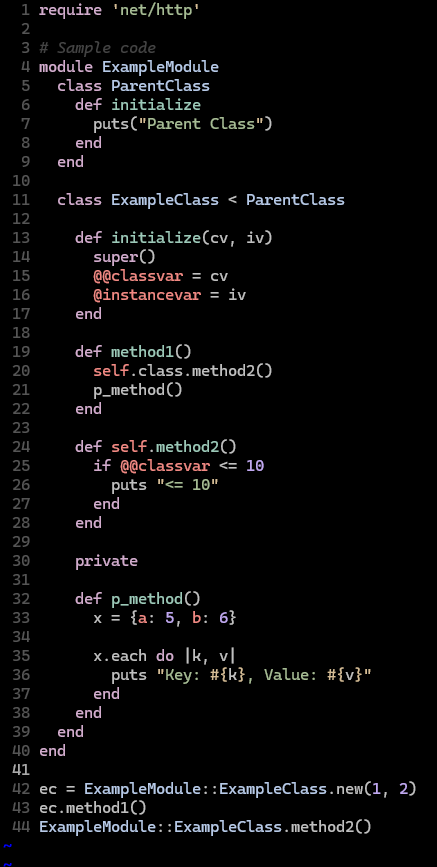 1 require 'net/http'
2
3 # Sample code
4 module ExampleModule
5   class ParentClass
6     def initialize
7       puts("Parent Class")
8     end
9   end
10
11   class ExampleClass < ParentClass
12
13     def initialize(cv, iv)
14       super()
15       @@classvar = cv
16       @instancevar = iv
17     end
18
19     def method1()
20       self.class.method2()
21       p_method()
22     end
23
24     def self.method2()
25       if @@classvar <= 10
26         puts "<= 10"
27       end
28     end
29
30     private
31
32     def p_method()
33       x = {a: 5, b: 6}
34
35       x.each do |k, v|
36         puts "Key: #{k}, Value: #{v}"
37       end
38     end
39   end
40 end
41
42 ec = ExampleModule::ExampleClass.new(1, 2)
43 ec.method1()
44 ExampleModule::ExampleClass.method2()
~
~